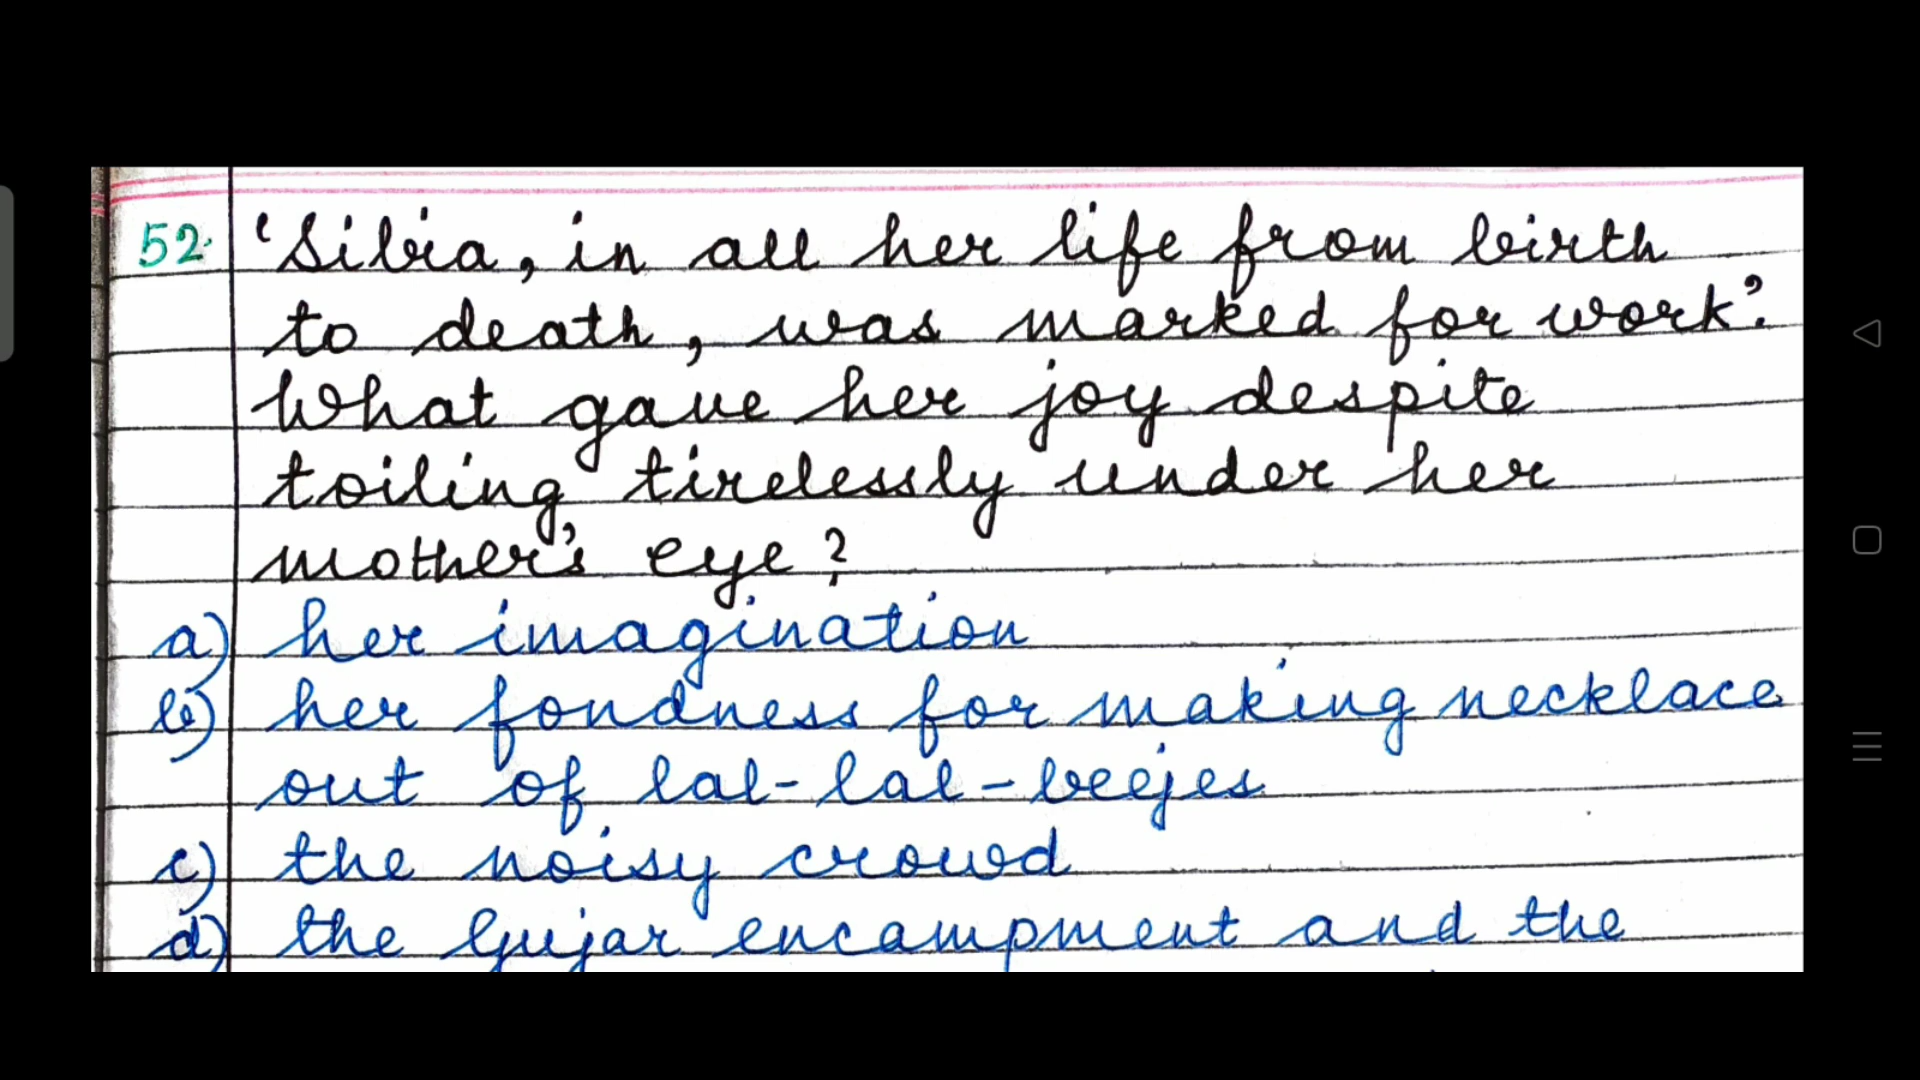 52. 'Sibia, in all her life from birth
to death, was marked for work'.
What gave her joy despite
toiling tirelessly under her
mother's eye?
a) her imagination
b) her fondness for making necklace
out of lal-lal-beejes
c) the noisy crowd
d) the Gujar encampment and the